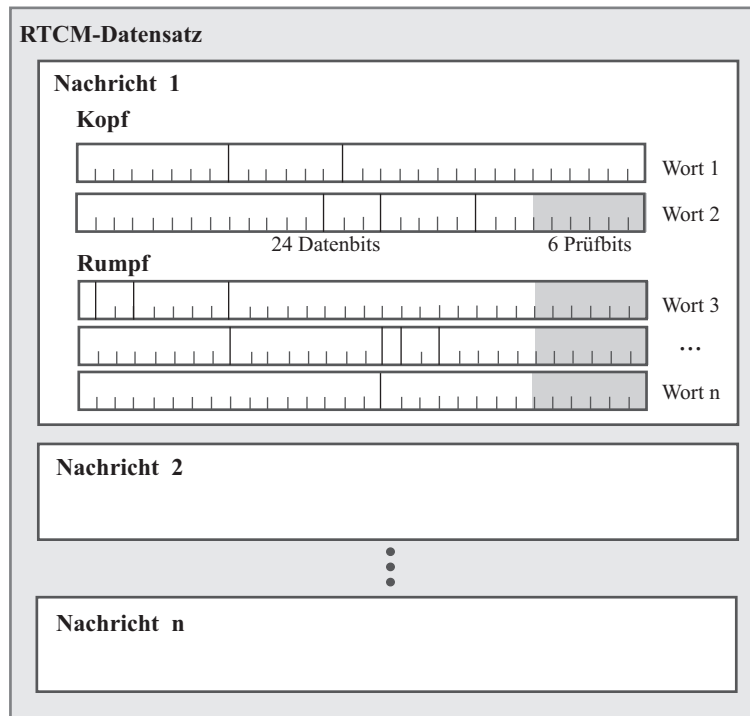 RTCM-Datensatz
Nachricht 1
Kopf
Wort 1
Wort 2
24 Datenbits 6 Prüfbits
Rumpf
Wort 3
...
Wort n
Nachricht 2
Nachricht n